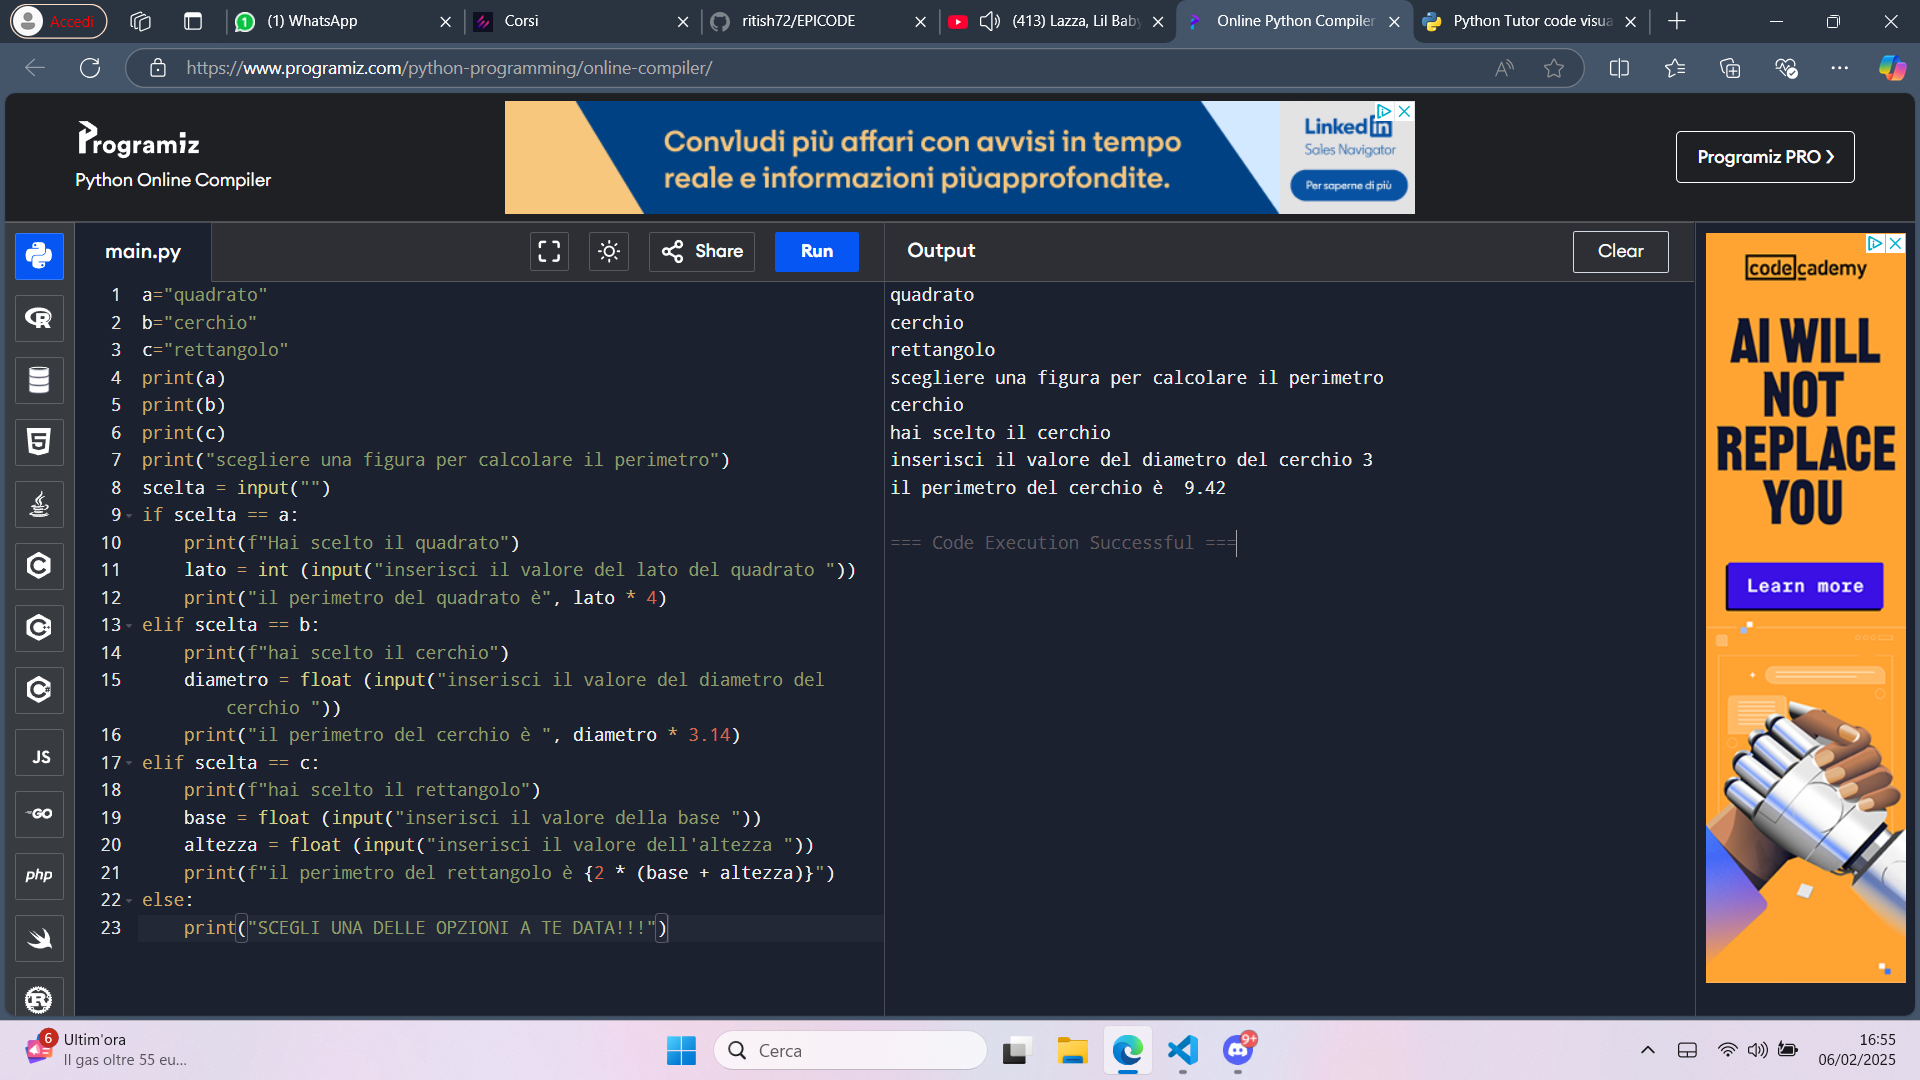 Accedi
(1) WhatsApp
Corsi
ritish72/EPICODE
(413) Lazza, Lil Baby
Online Python Compiler
Python Tutor code visua
https://www.programiz.com/python-programming/online-compiler/
Programiz
Python Online Compiler
Convludi più affari con avvisi in tempo
reale e informazioni piùapprofondite.
Linkedin
Sales Navigator
Per saperne di più
Programiz PRO
main.py
Share
Run
Output
Clear
1 a="quadrato"
2 b="cerchio"
3 c="rettangolo"
4 print(a)
5 print(b)
6 print(c)
7 print("scegliere una figura per calcolare il perimetro")
8 scelta = input("")
9 if scelta == a:
10 print(f"Hai scelto il quadrato")
11 lato = int (input("inserisci il valore del lato del quadrato "))
12 print("il perimetro del quadrato è", lato * 4)
13 elif scelta == b:
14 print(f"hai scelto il cerchio")
15 diametro = float (input("inserisci il valore del diametro del
cerchio "))
16 print("il perimetro del cerchio è ", diametro * 3.14)
17 elif scelta == c:
18 print(f"hai scelto il rettangolo")
19 base = float (input("inserisci il valore della base "))
20 altezza = float (input("inserisci il valore dell'altezza "))
21 print(f"il perimetro del rettangolo è {2 * (base + altezza)}")
22 else:
23 print("SCEGLI UNA DELLE OPZIONI A TE DATA!!!")
quadrato
cerchio
rettangolo
scegliere una figura per calcolare il perimetro
cerchio
hai scelto il cerchio
inserisci il valore del diametro del cerchio 3
il perimetro del cerchio è  9.42
=== Code Execution Successful ===
codecademy
AI WILL
NOT
REPLACE
YOU
Learn more
JS
GO
php
6
Ultim'ora
Il gas oltre 55 eu...
Cerca
9+
16:55
06/02/2025